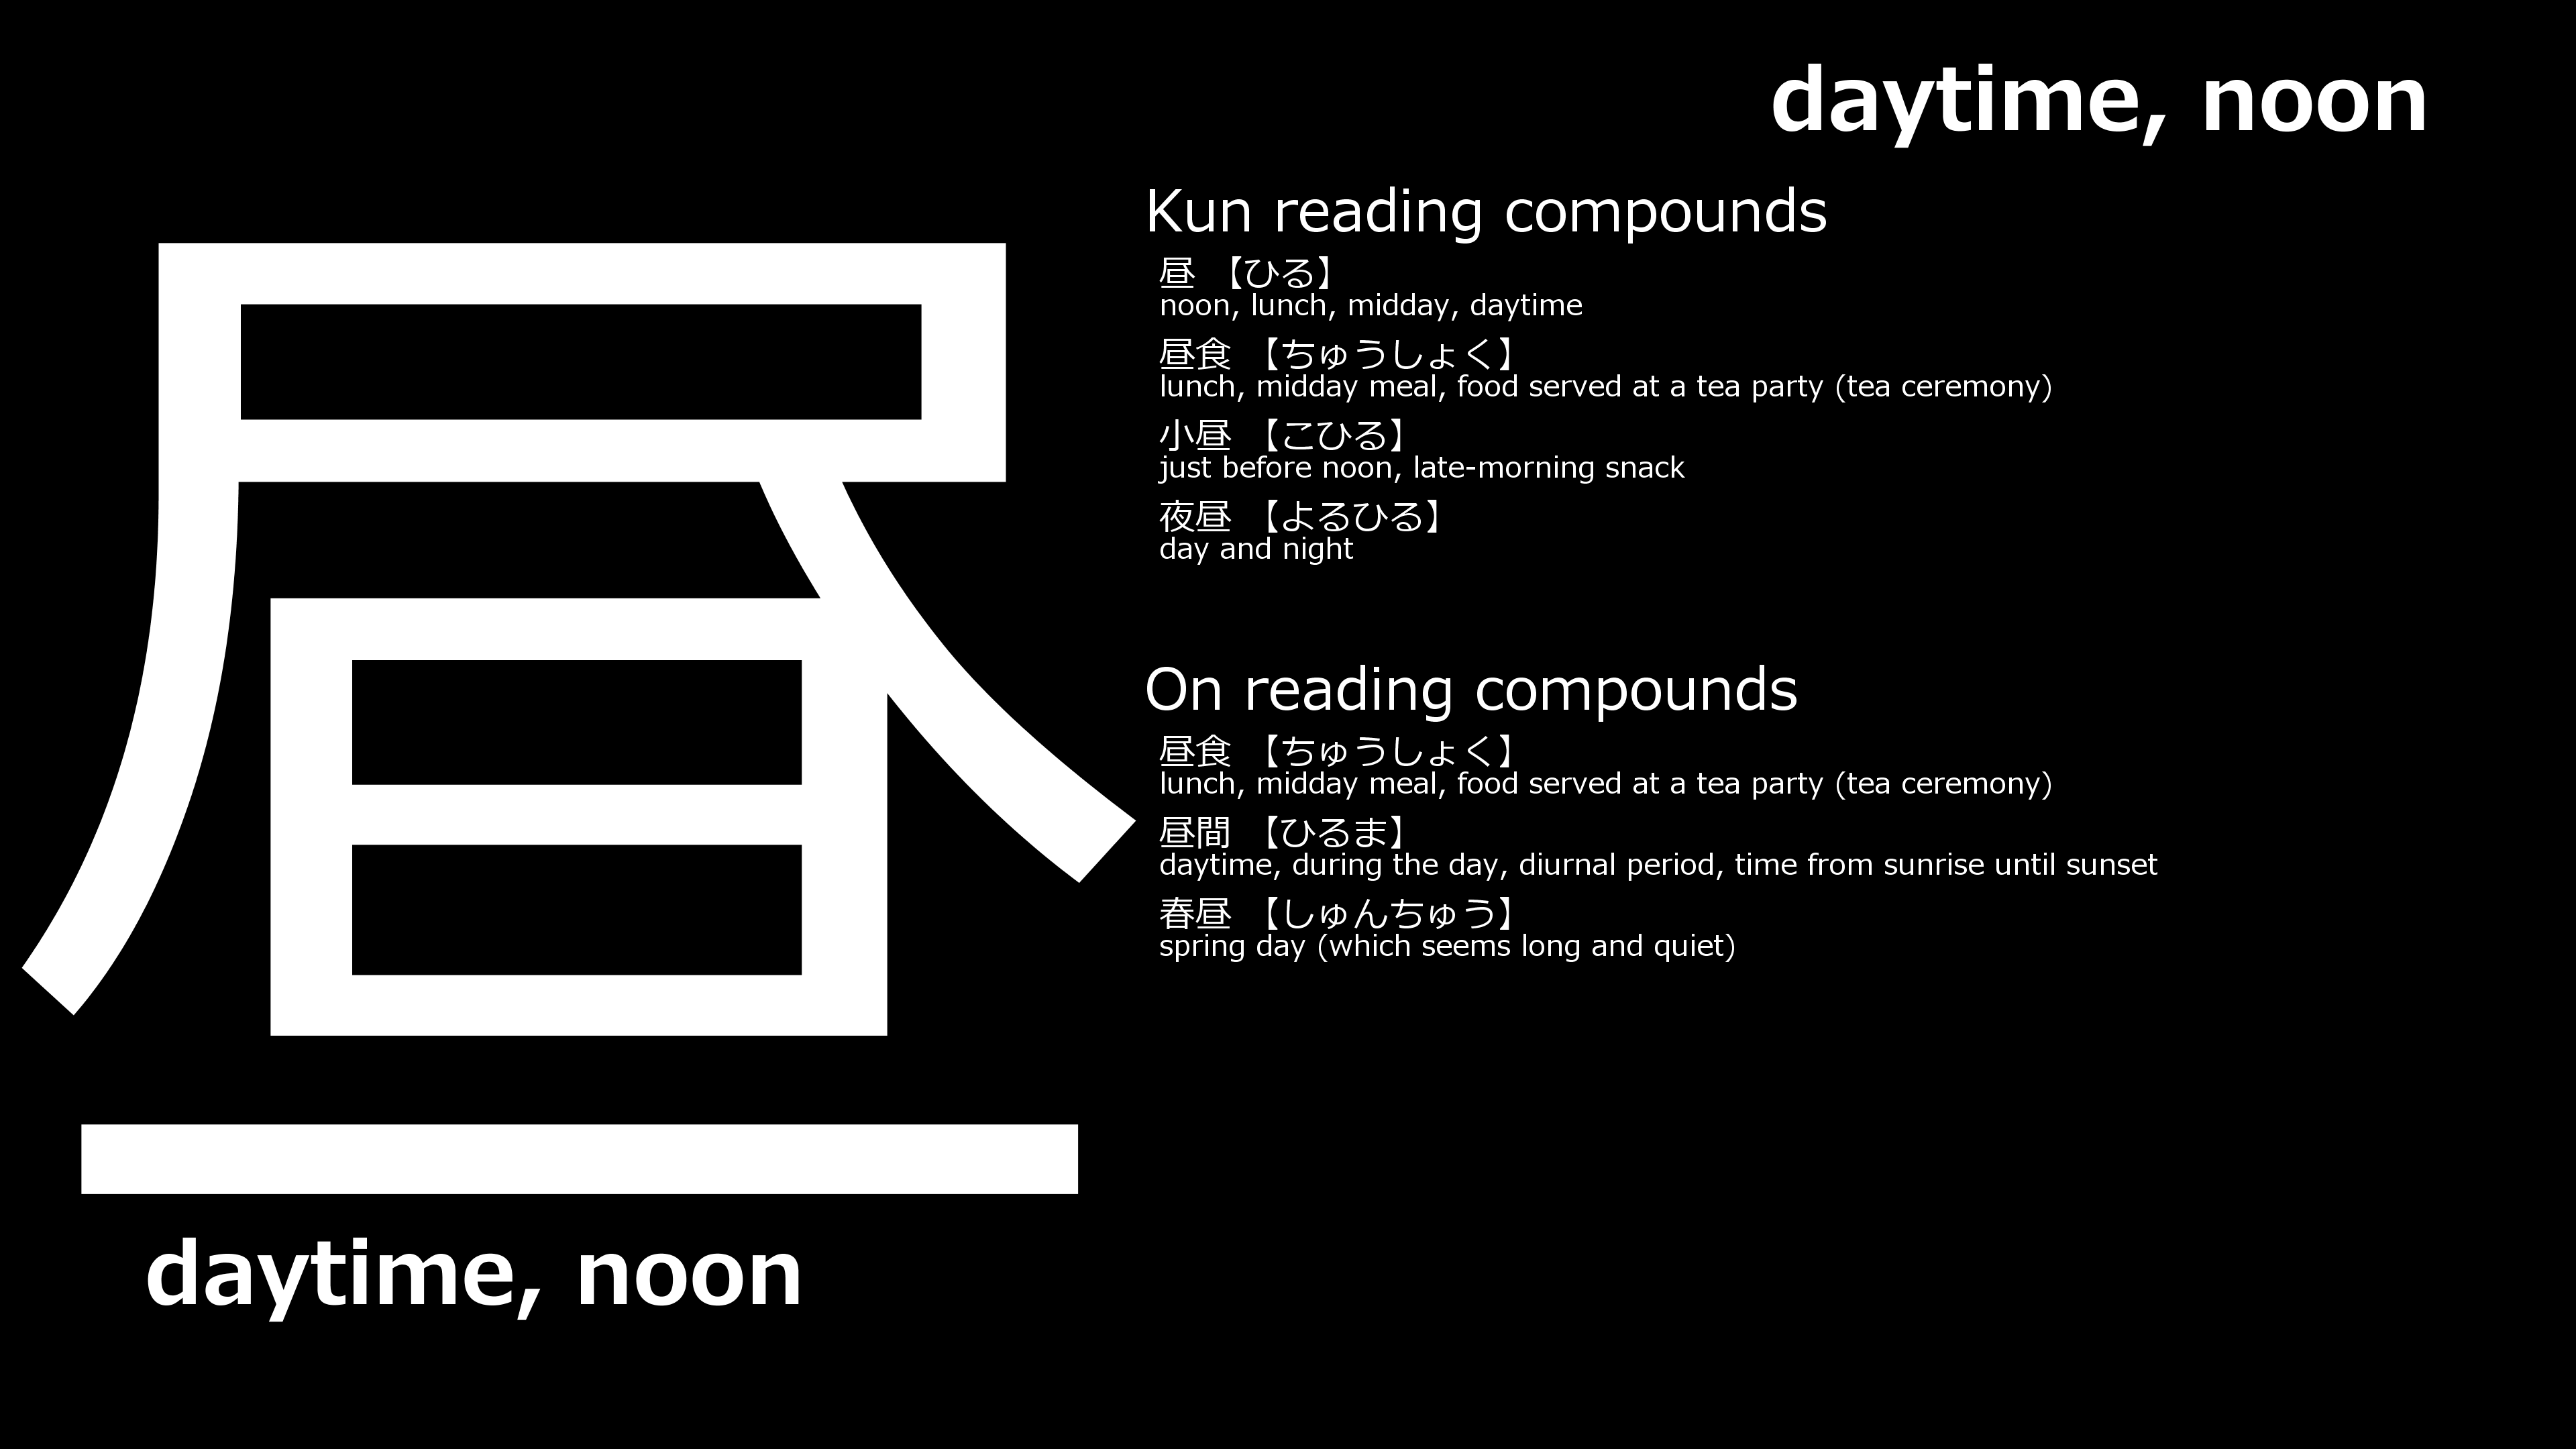 daytime, noon
昼
daytime, noon
Kun reading compounds
昼 【ひる】
noon, lunch, midday, daytime
昼食 【ちゅうしょく】
lunch, midday meal, food served at a tea party (tea ceremony)
小昼 【こひる】
just before noon, late-morning snack
夜昼 【よるひる】
day and night
On reading compounds
昼食 【ちゅうしょく】
lunch, midday meal, food served at a tea party (tea ceremony)
昼間 【ひるま】
daytime, during the day, diurnal period, time from sunrise until sunset
春昼 【しゅんちゅう】
spring day (which seems long and quiet)